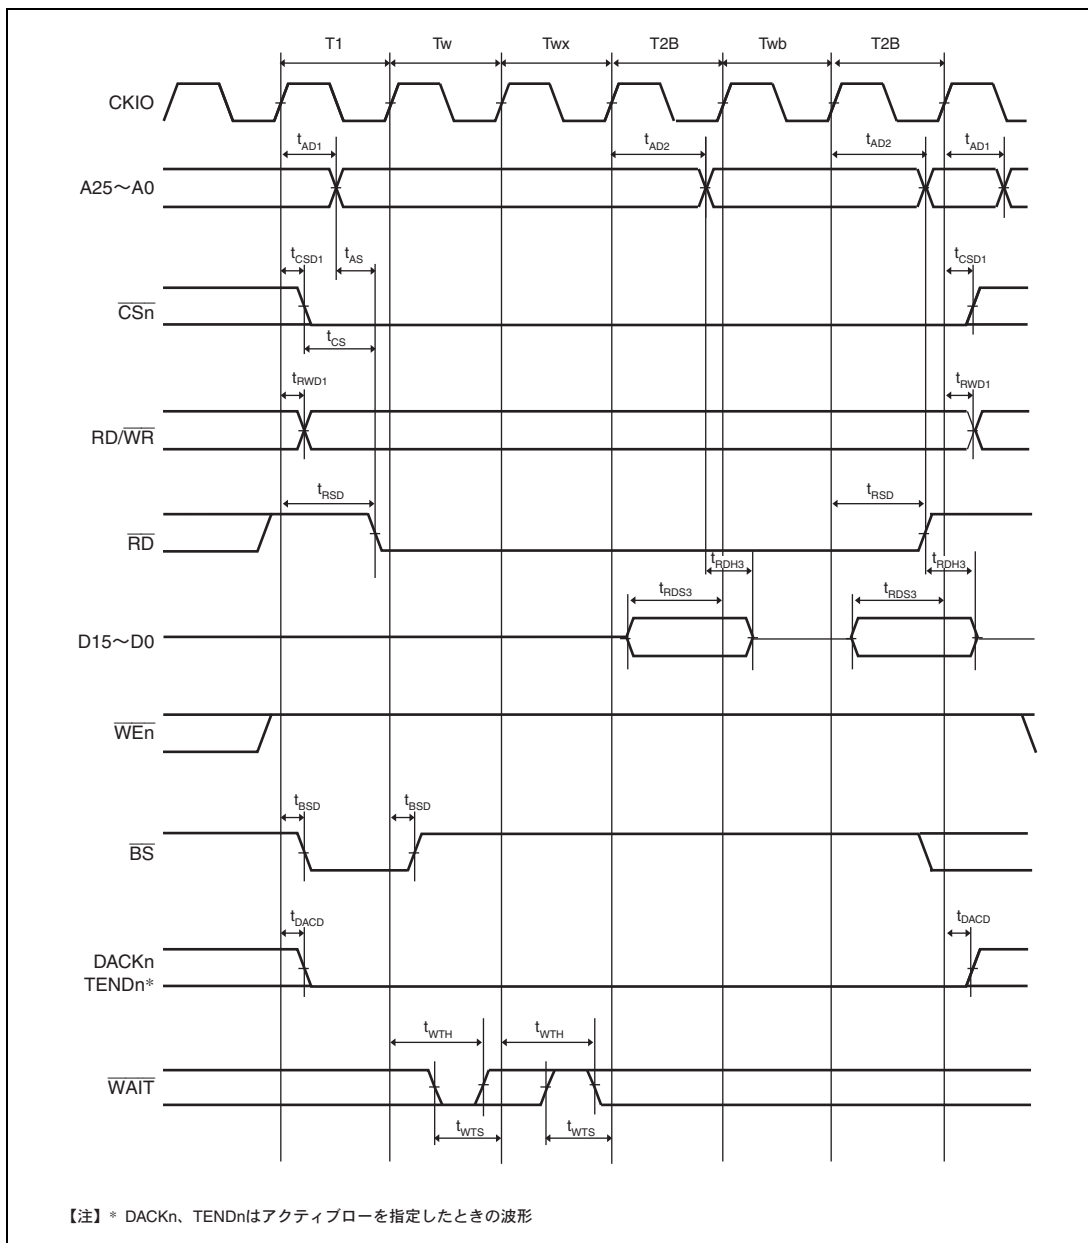 T1 Tw Twx T2B Twb T2B
CKIO
tAD1 tAD2 tAD2 tAD1
A25～A0
tCSD1 tAS tCSD1
CSn
tCS
tRWD1 tRWD1
RD/WR
tRSD tRSD
RD
tRDH3 tRDH3
tRDS3 tRDS3
D15～D0
WEn
tBSD tBSD
BS
tDACD tDACD
DACKn
TENDn*
tWTH tWTH
WAIT
tWTS tWTS
【注】* DACKn、TENDnはアクティブローを指定したときの波形